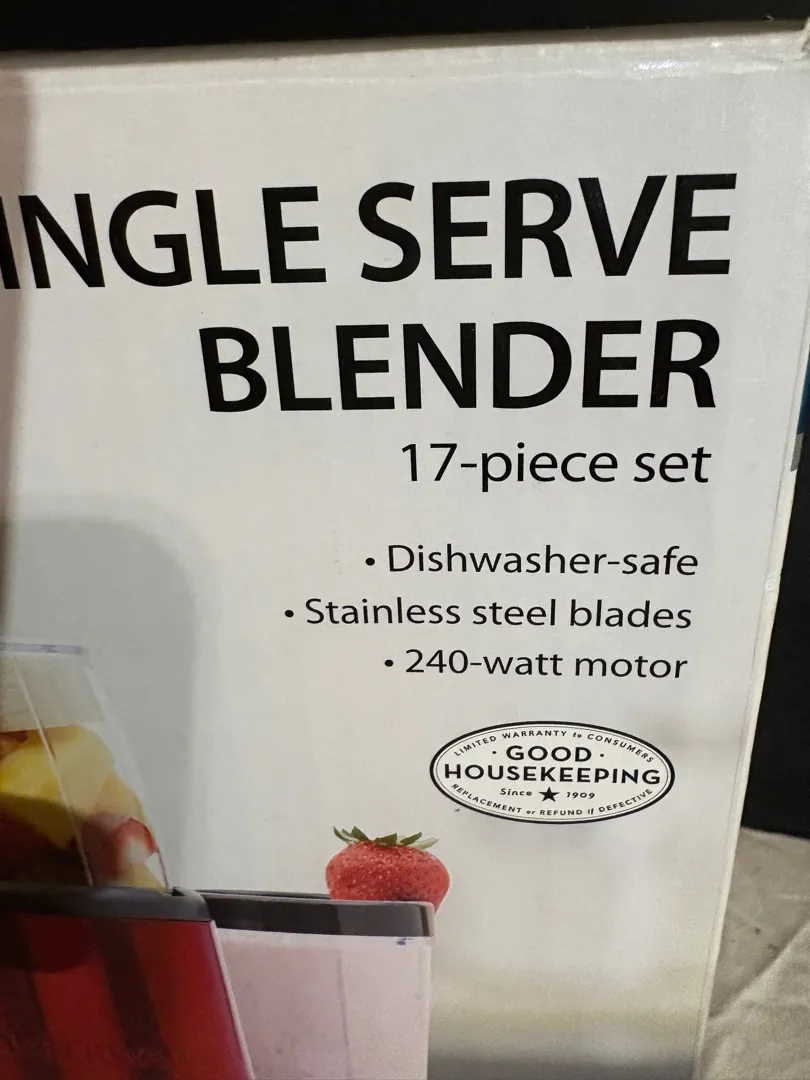 INGLE SERVE
BLENDER
17-piece set
• Dishwasher-safe
• Stainless steel blades
• 240-watt motor
LIMITED WARRANTY to CONSUMERS
• GOOD •
HOUSEKEEPING
Since ★ 1909
REPLACEMENT or REFUND if DEFECTIVE